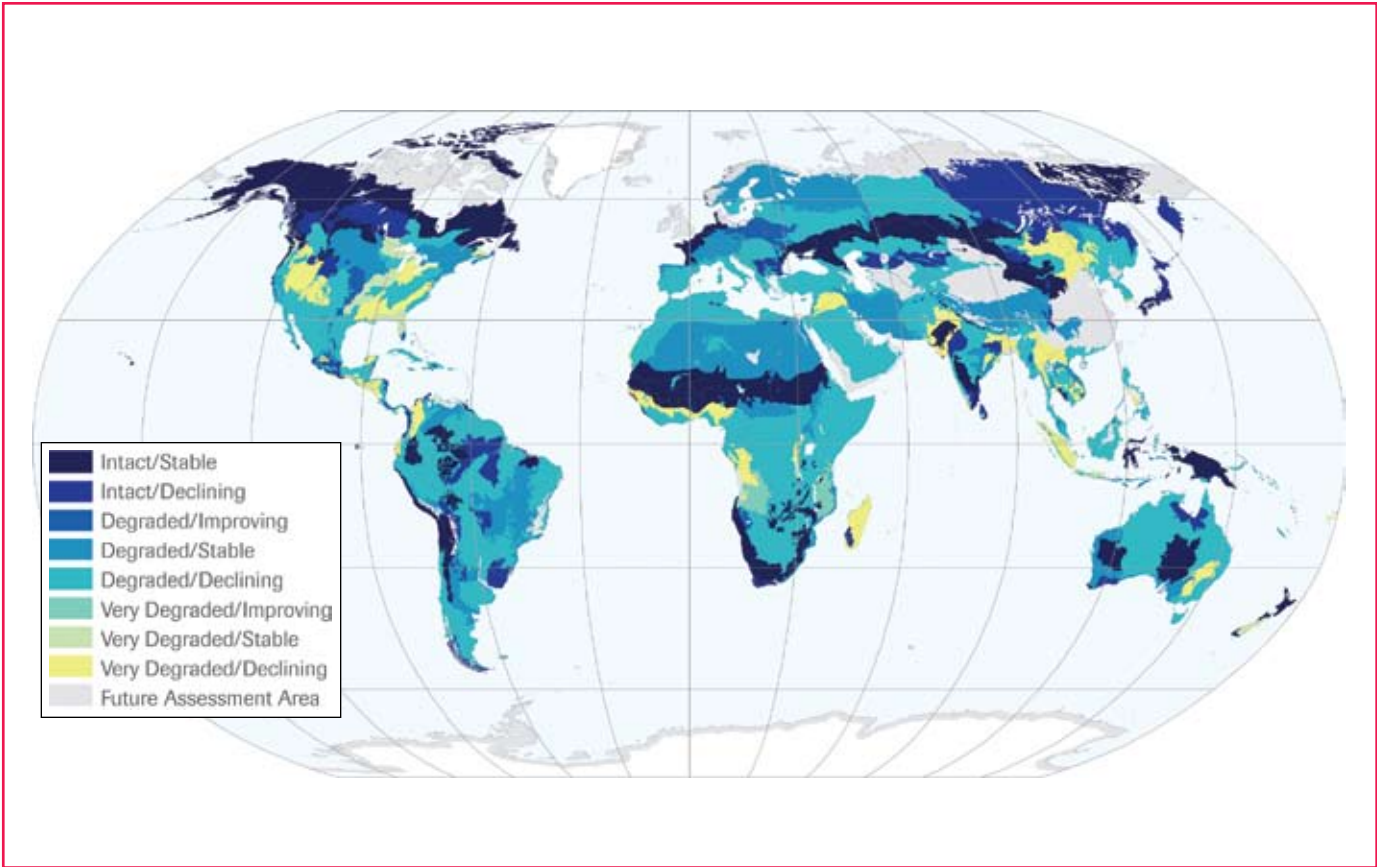 Intact/Stable
Intact/Declining
Degraded/Improving
Degraded/Stable
Degraded/Declining
Very Degraded/Improving
Very Degraded/Stable
Very Degraded/Declining
Future Assessment Area